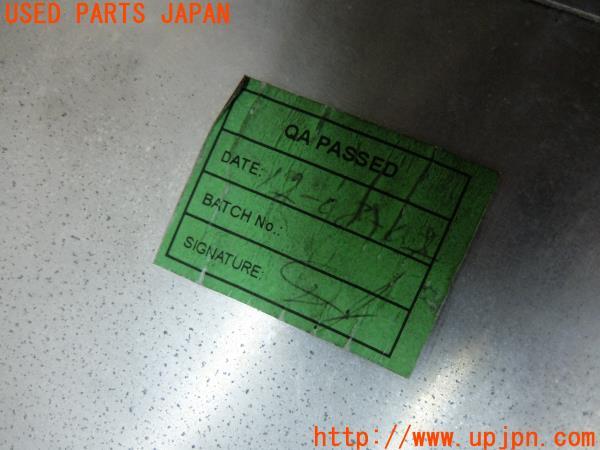 USED PARTS JAPAN
QA PASSED
DATE:
BATCH No.:
SIGNATURE:
http://www.upjpn.com